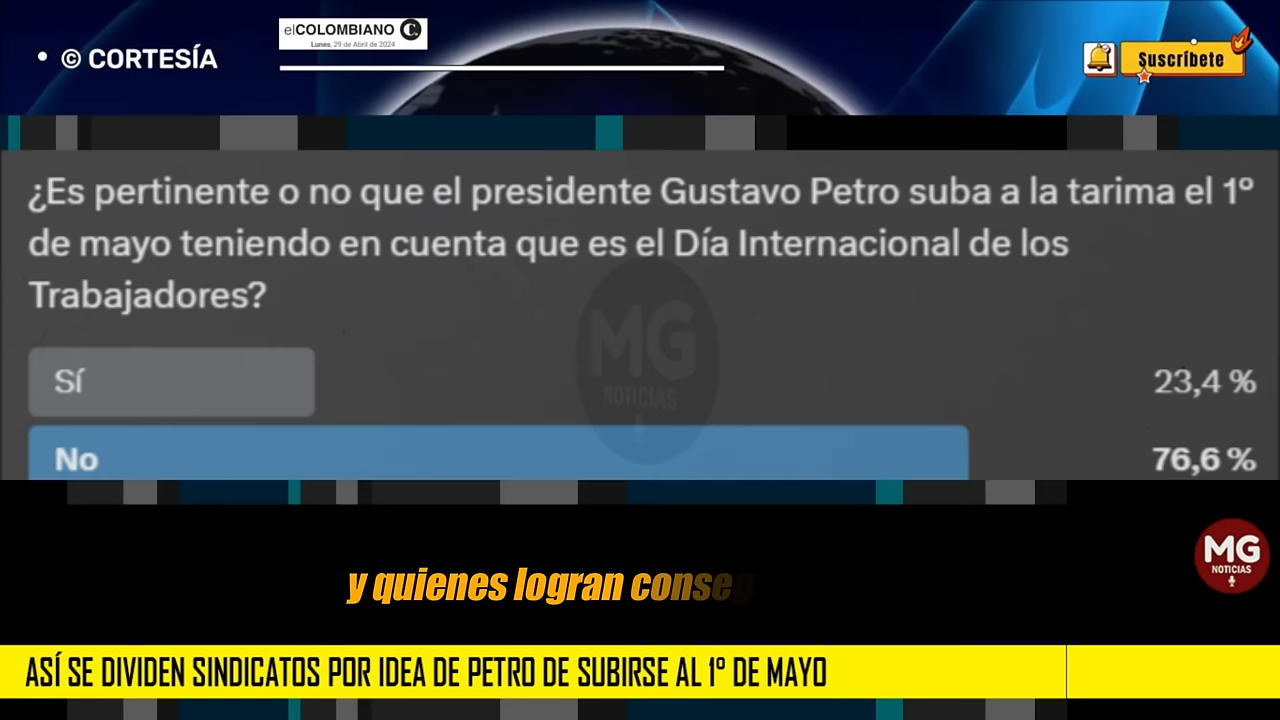 elCOLOMBIANO C
Lunes, 29 de Abril de 2024
• © CORTESÍA
Suscríbete
¿Es pertinente o no que el presidente Gustavo Petro suba a la tarima el 1º
de mayo teniendo en cuenta que es el Día Internacional de los
Trabajadores?
MG
NOTICIAS
Sí 23,4 %
No 76,6 %
y quienes logran conse
MG
NOTICIAS
ASÍ SE DIVIDEN SINDICATOS POR IDEA DE PETRO DE SUBIRSE AL 1° DE MAYO